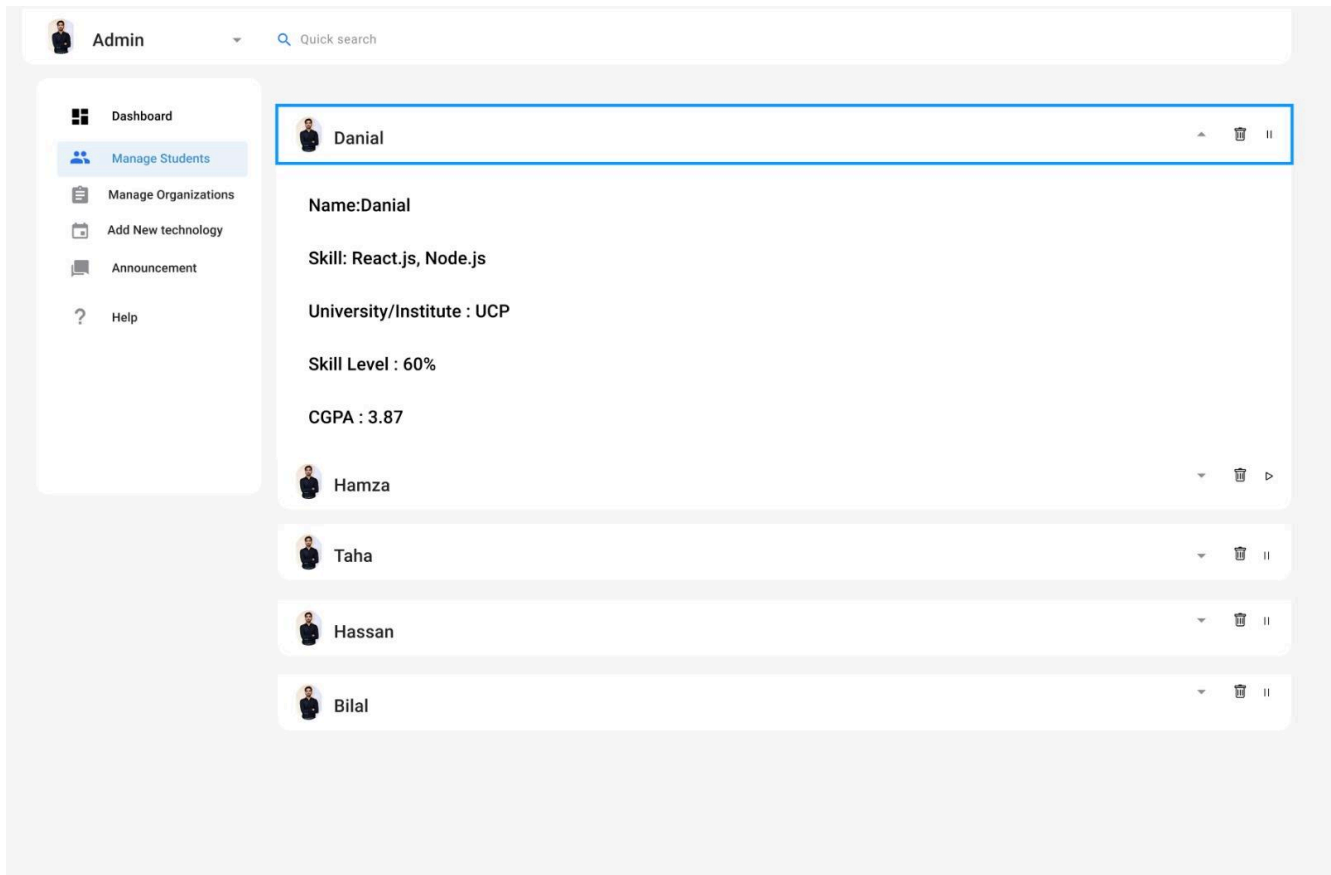 Admin
Quick search
Dashboard
Manage Students
Manage Organizations
Add New technology
Announcement
Help
Danial
Name:Danial
Skill: React.js, Node.js
University/Institute : UCP
Skill Level : 60%
CGPA : 3.87
Hamza
Taha
Hassan
Bilal